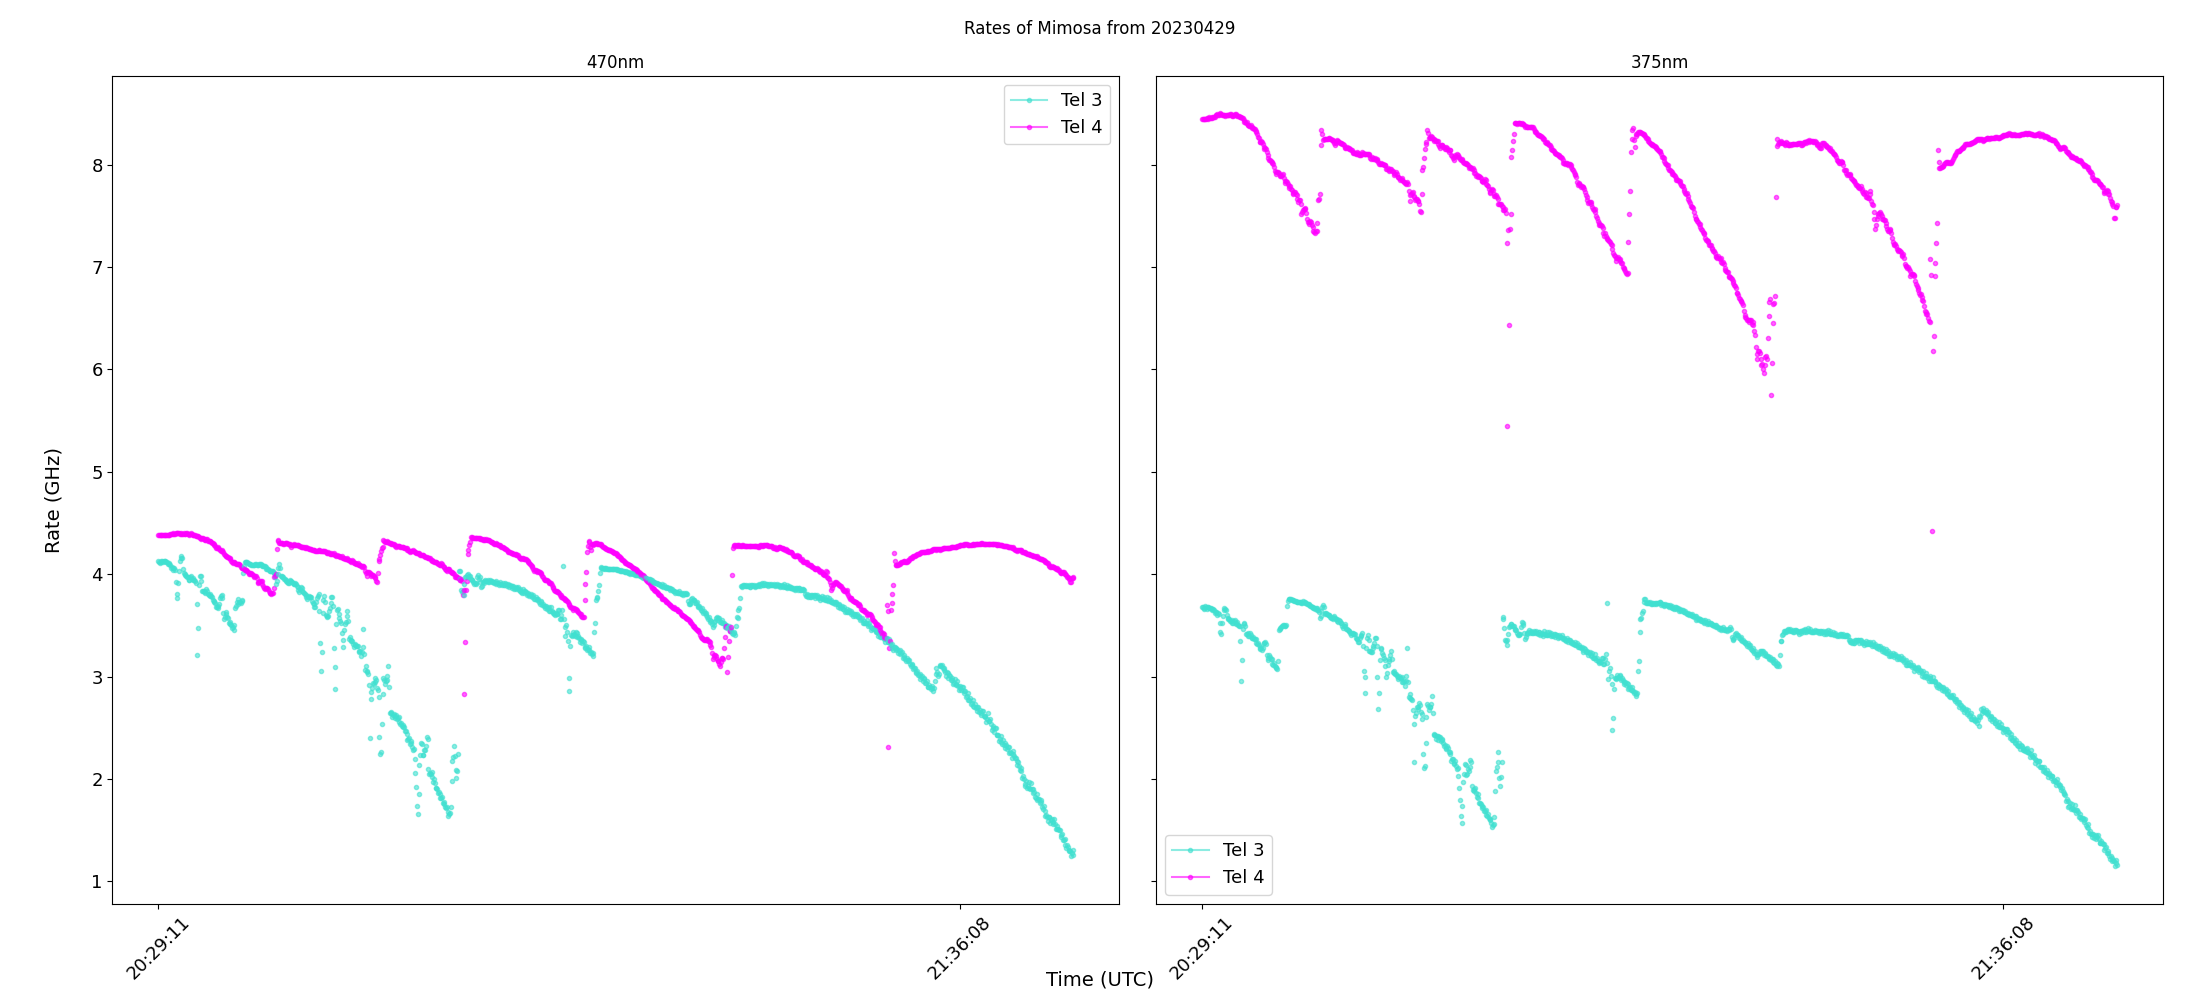 Rates of Mimosa from 20230429
470nm
375nm
Tel 3
Tel 4
8
7
6
5
4
3
2
1
Rate (GHz)
Tel 3
Tel 4
20:29:11
21:36:08
20:29:11
21:36:08
Time (UTC)